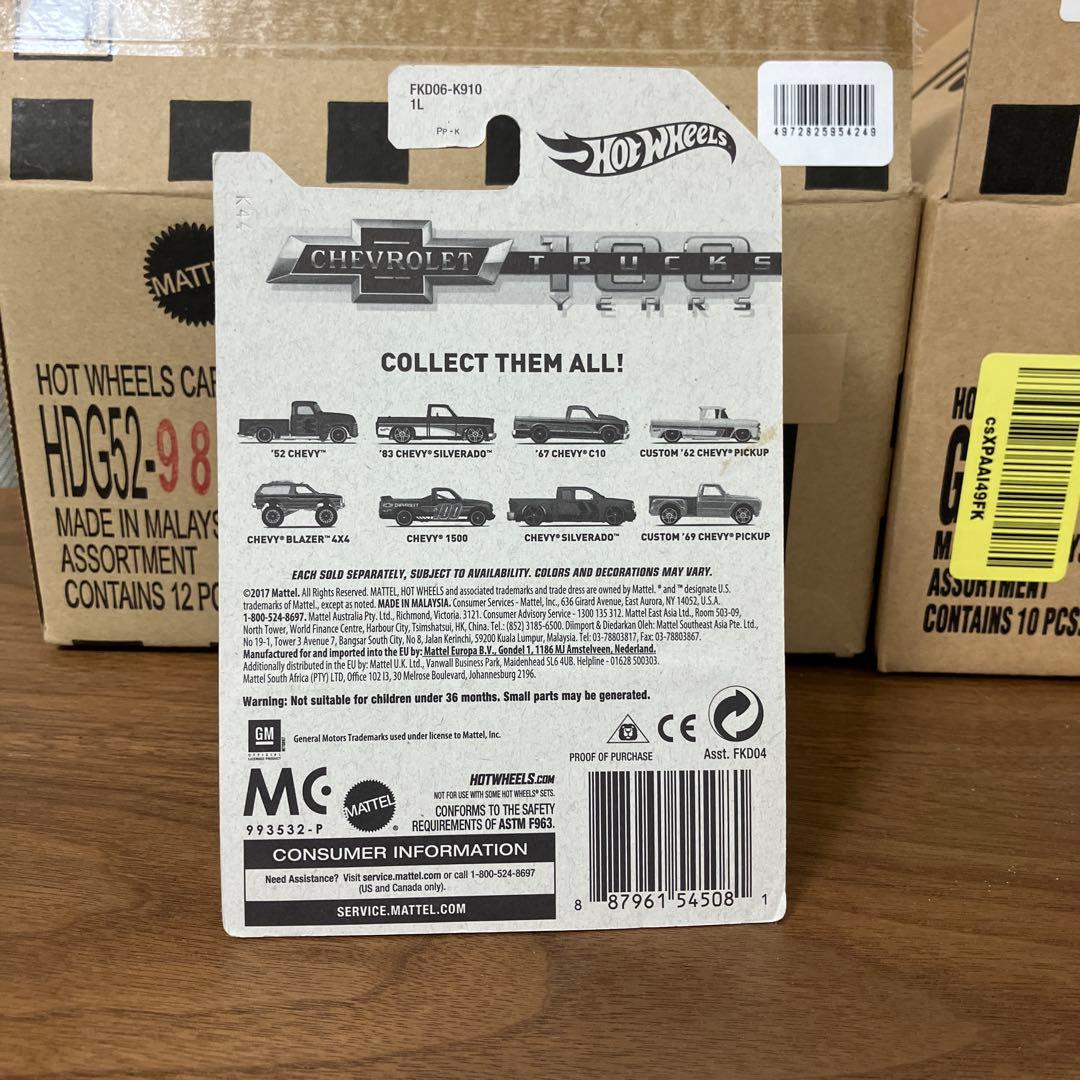 FKD06-K910
1L
PP-K
HOT WHEELS
4972825954249
K44
CHEVROLET
100
TRUCKS
YEARS
COLLECT THEM ALL!
'52 CHEVY™
'83 CHEVY® SILVERADO™
'67 CHEVY® C10
CUSTOM '62 CHEVY® PICKUP
CHEVY® BLAZER™ 4X4
CHEVY® 1500
CHEVY® SILVERADO™
CUSTOM '69 CHEVY® PICKUP
EACH SOLD SEPARATELY, SUBJECT TO AVAILABILITY. COLORS AND DECORATIONS MAY VARY.
©2017 Mattel. All Rights Reserved. MATTEL, HOT WHEELS and associated trademarks and trade dress are owned by Mattel. ® and ™ designate U.S.
trademarks of Mattel., except as noted. MADE IN MALAYSIA. Consumer Services - Mattel, Inc., 636 Girard Avenue, East Aurora, NY 14052, U.S.A.
1-800-524-8697. Mattel Australia Pty. Ltd., Richmond, Victoria. 3121. Consumer Advisory Service - 1300 135 312. Mattel East Asia Ltd., Room 503-09,
North Tower, World Finance Centre, Harbour City, Tsimshatsui, HK, China. Tel.: (852) 3185-6500. Diimport & Diedarkan Oleh: Mattel Southeast Asia Pte. Ltd.,
No 19-1, Tower 3 Avenue 7, Bangsar South City, No 8, Jalan Kerinchi, 59200 Kuala Lumpur, Malaysia. Tel: 03-78803817, Fax: 03-78803867.
Manufactured for and imported into the EU by: Mattel Europa B.V., Gondel 1, 1186 MJ Amstelveen, Nederland.
Additionally distributed in the EU by: Mattel U.K. Ltd., Vanwall Business Park, Maidenhead SL6 4UB. Helpline - 01628 500303.
Mattel South Africa (PTY) LTD, Office 102 I3, 30 Melrose Boulevard, Johannesburg 2196.
Warning: Not suitable for children under 36 months. Small parts may be generated.
GM
OFFICIAL
LICENSED PRODUCT
General Motors Trademarks used under license to Mattel, Inc.
CE
PROOF OF PURCHASE
Asst. FKD04
MC
993532-P
MATTEL
HOTWHEELS.COM
NOT FOR USE WITH SOME HOT WHEELS® SETS.
CONFORMS TO THE SAFETY
REQUIREMENTS OF ASTM F963.
CONSUMER INFORMATION
Need Assistance? Visit service.mattel.com or call 1-800-524-8697
(US and Canada only).
SERVICE.MATTEL.COM
8 87961 54508 1
MATT
HOT WHEELS CAR
HDG52-98
MADE IN MALAYS
ASSORTMENT
CONTAINS 12 PC
csXPAAI49FK
HO
G
M
ASSORTMENT
CONTAINS 10 PCS.